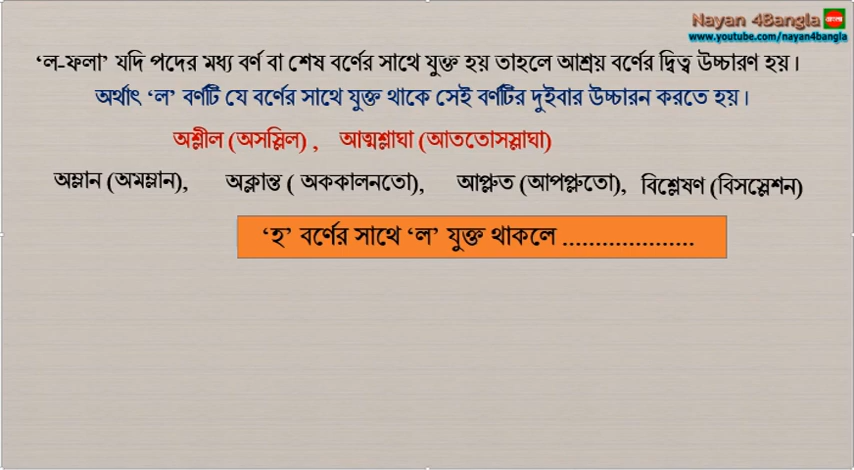 Nayan 4Bangla
বাংলা
www.youtube.com/nayan4bangla
‘ল-ফলা’ যদি পদের মধ্য বর্ণ বা শেষ বর্ণের সাথে যুক্ত হয় তাহলে আশ্রয় বর্ণের দ্বিত্ব উচ্চারণ হয়।
অর্থাৎ ‘ল’ বর্ণটি যে বর্ণের সাথে যুক্ত থাকে সেই বর্ণটির দুইবার উচ্চারন করতে হয়।
অশ্লীল (অসস্লিল) , আত্মশ্লাঘা (আততোসস্লাঘা)
অম্লান (অমম্লান), অক্লান্ত ( অককালনতো), আপ্লুত (আপপ্লুতো), বিশ্লেষণ (বিসস্লেশন)
‘হ’ বর্ণের সাথে ‘ল’ যুক্ত থাকলে ....................